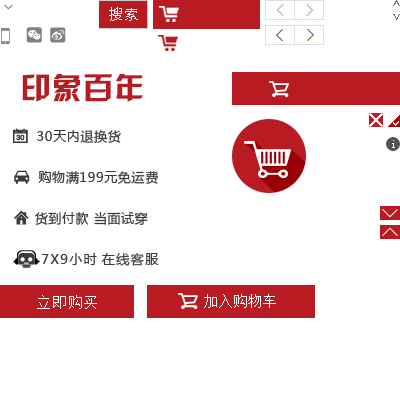 搜索
印象百年
30天内退换货
购物满199元免运费
货到付款 当面试穿
7X9小时 在线客服
立即购买
加入购物车